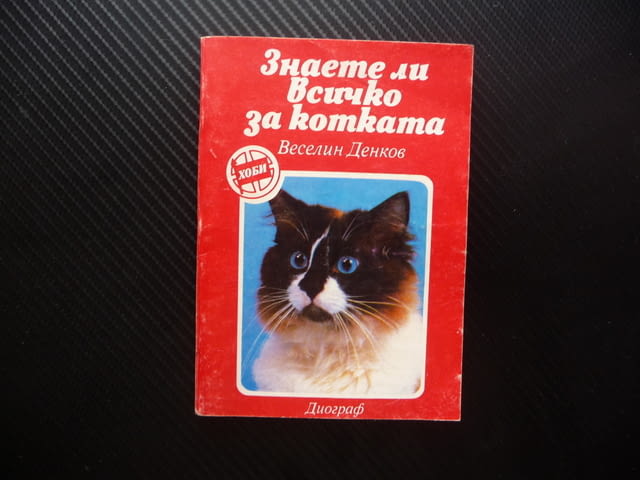 Знаете ли
всичко
за котката
Веселин Денков
ХОБИ
Диограф